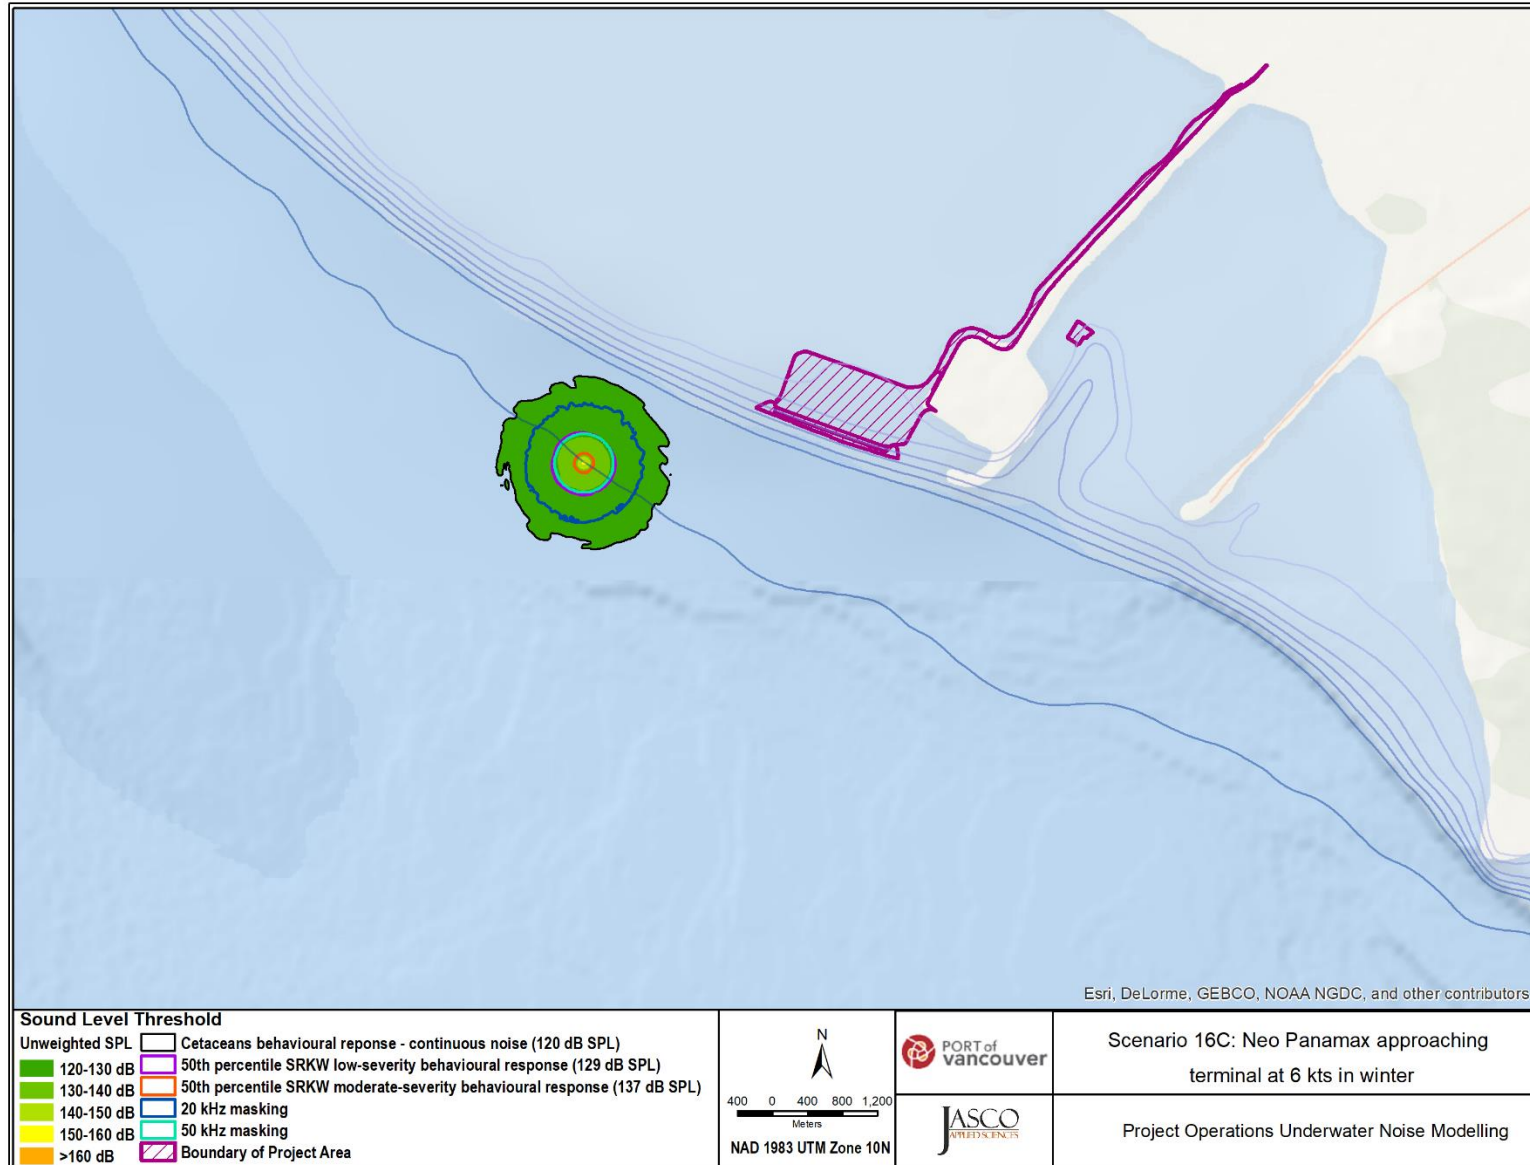 Esri, DeLorme, GEBCO, NOAA NGDC, and other contributors
Sound Level Threshold
Unweighted SPL
120-130 dB
130-140 dB
140-150 dB
150-160 dB
>160 dB
Cetaceans behavioural reponse - continuous noise (120 dB SPL)
50th percentile SRKW low-severity behavioural response (129 dB SPL)
50th percentile SRKW moderate-severity behavioural response (137 dB SPL)
20 kHz masking
50 kHz masking
Boundary of Project Area
N
400 0 400 800 1,200
Meters
NAD 1983 UTM Zone 10N
PORT of
vancouver
JASCO
APPLIED SCIENCES
Scenario 16C: Neo Panamax approaching
terminal at 6 kts in winter
Project Operations Underwater Noise Modelling